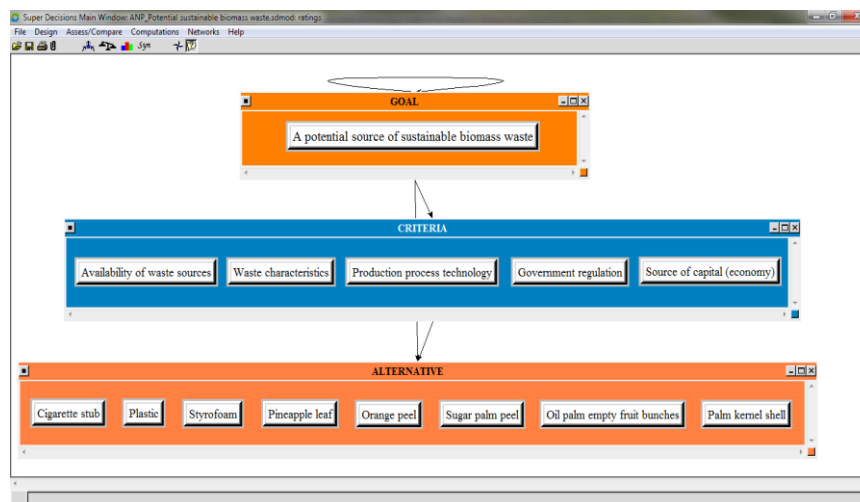 Super Decisions Main Window: ANP_Potential sustainable biomass waste.sdmod: ratings
File Design Assess/Compare Computations Networks Help
Syn
GOAL
A potential source of sustainable biomass waste
CRITERIA
Availability of waste sources Waste characteristics Production process technology Government regulation Source of capital (economy)
ALTERNATIVE
Cigarette stub Plastic Styrofoam Pineapple leaf Orange peel Sugar palm peel Oil palm empty fruit bunches Palm kernel shell